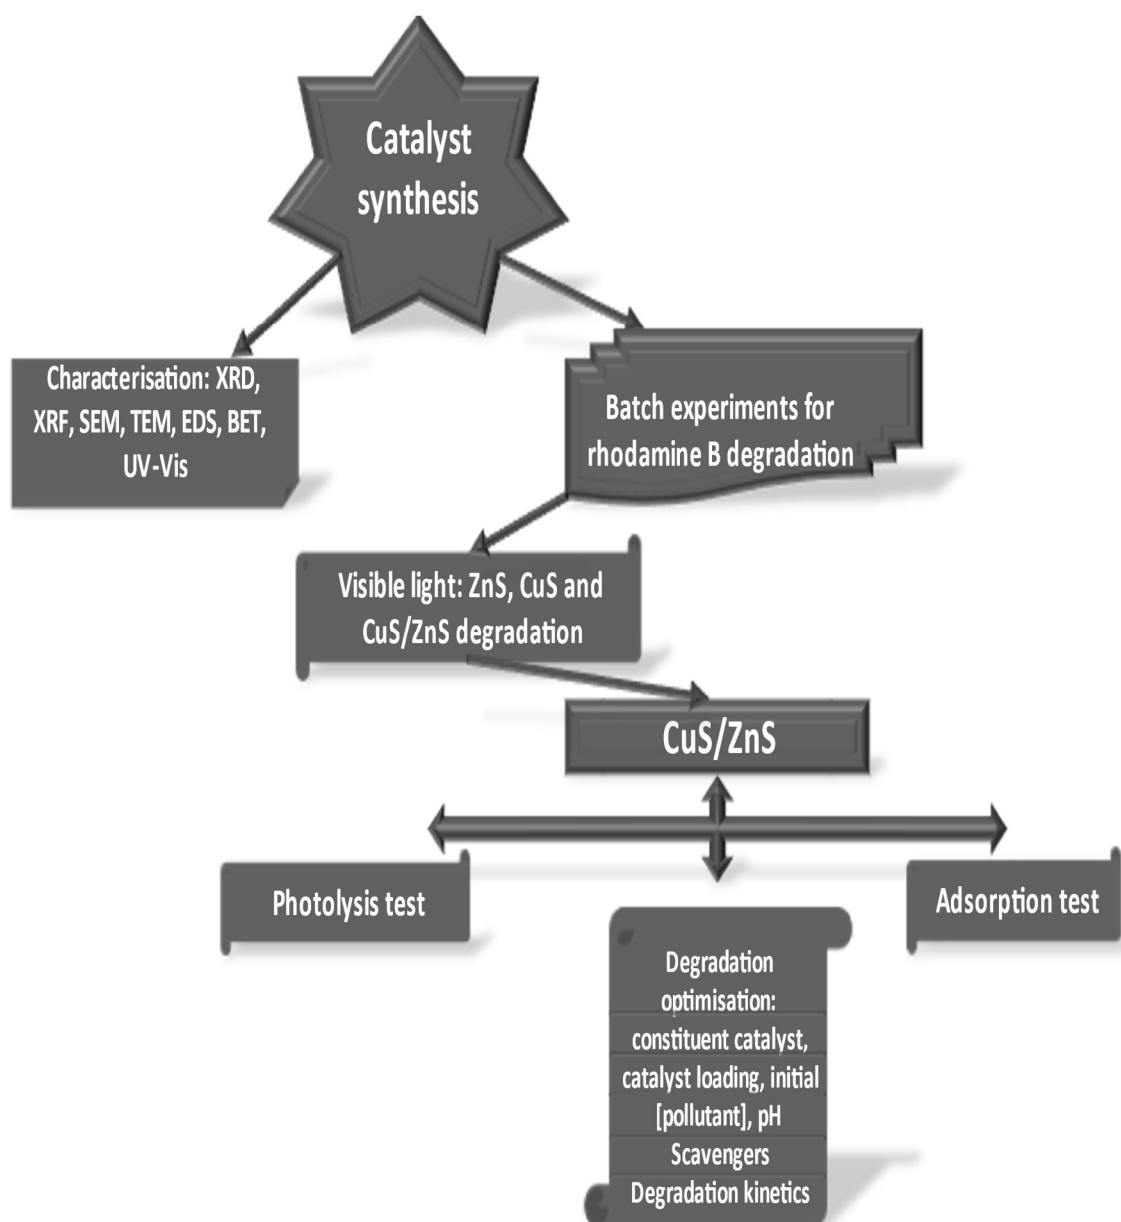 Catalyst
synthesis
Characterisation: XRD,
XRF, SEM, TEM, EDS, BET,
UV-Vis
Batch experiments for
rhodamine B degradation
Visible light: ZnS, CuS and
CuS/ZnS degradation
CuS/ZnS
Photolysis test
Adsorption test
Degradation
optimisation:
constituent catalyst,
catalyst loading, initial
[pollutant], pH
Scavengers
Degradation kinetics